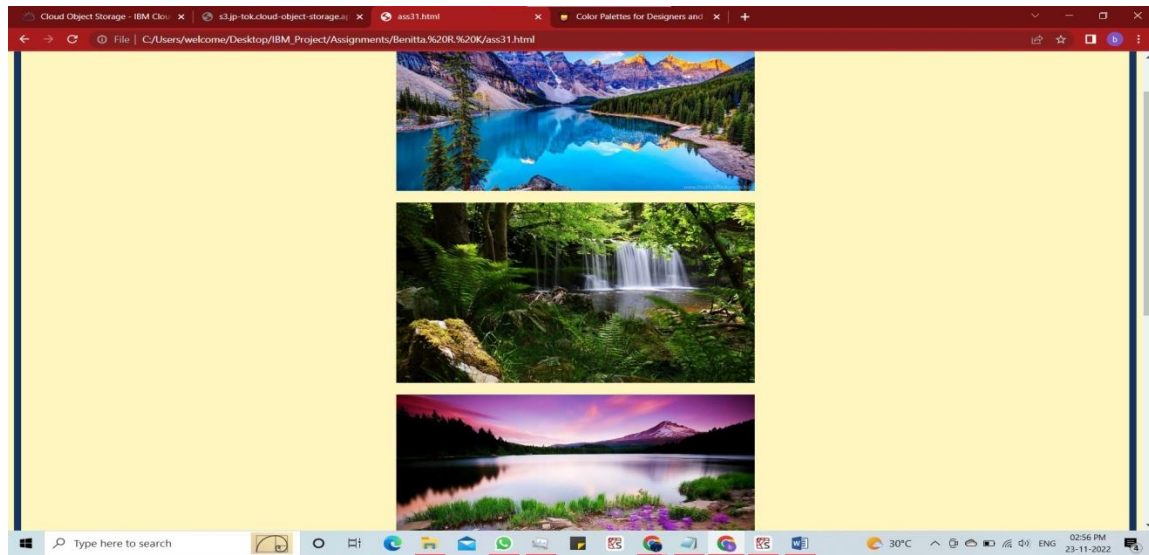 Cloud Object Storage - IBM Clou
s3.jp-tok.cloud-object-storage.ap
ass31.html
Color Palettes for Designers and
File | C:/Users/welcome/Desktop/IBM_Project/Assignments/Benitta.%20R.%20K/ass31.html
b
Type here to search
30°C
ENG
02:56 PM
23-11-2022
4